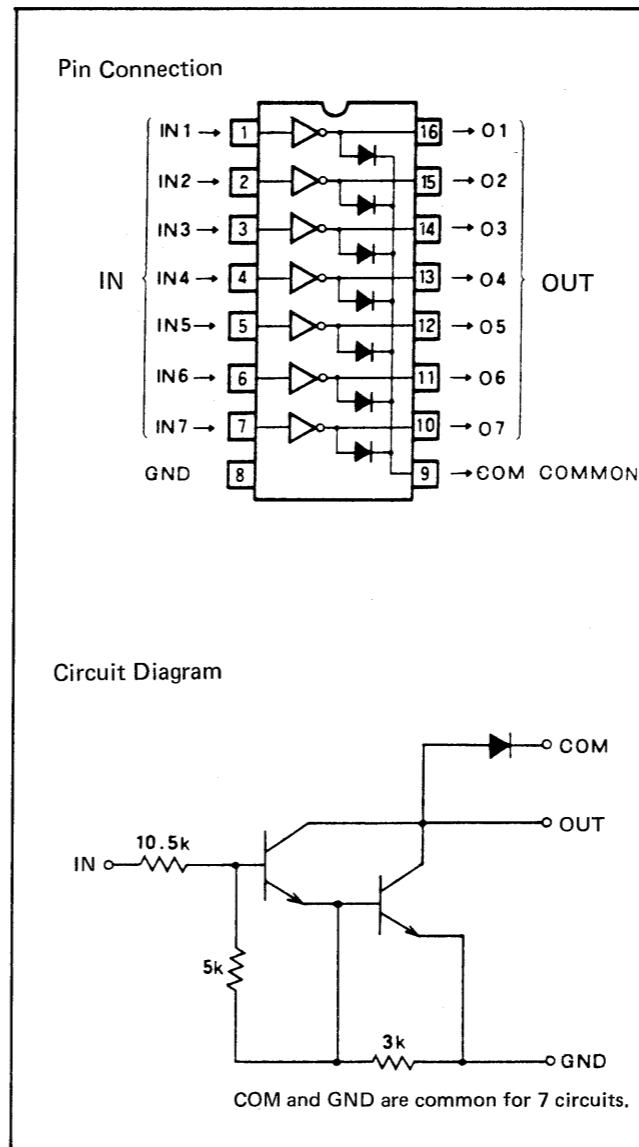 Pin Connection
IN1→ 1 16 →O1
IN2→ 2 15 →O2
IN3→ 3 14 →O3
IN IN4→ 4 13 →O4 OUT
IN5→ 5 12 →O5
IN6→ 6 11 →O6
IN7→ 7 10 →O7
GND 8 9 →COM COMMON
Circuit Diagram
COM
OUT
10.5k
IN
5k
3k
GND
COM and GND are common for 7 circuits.